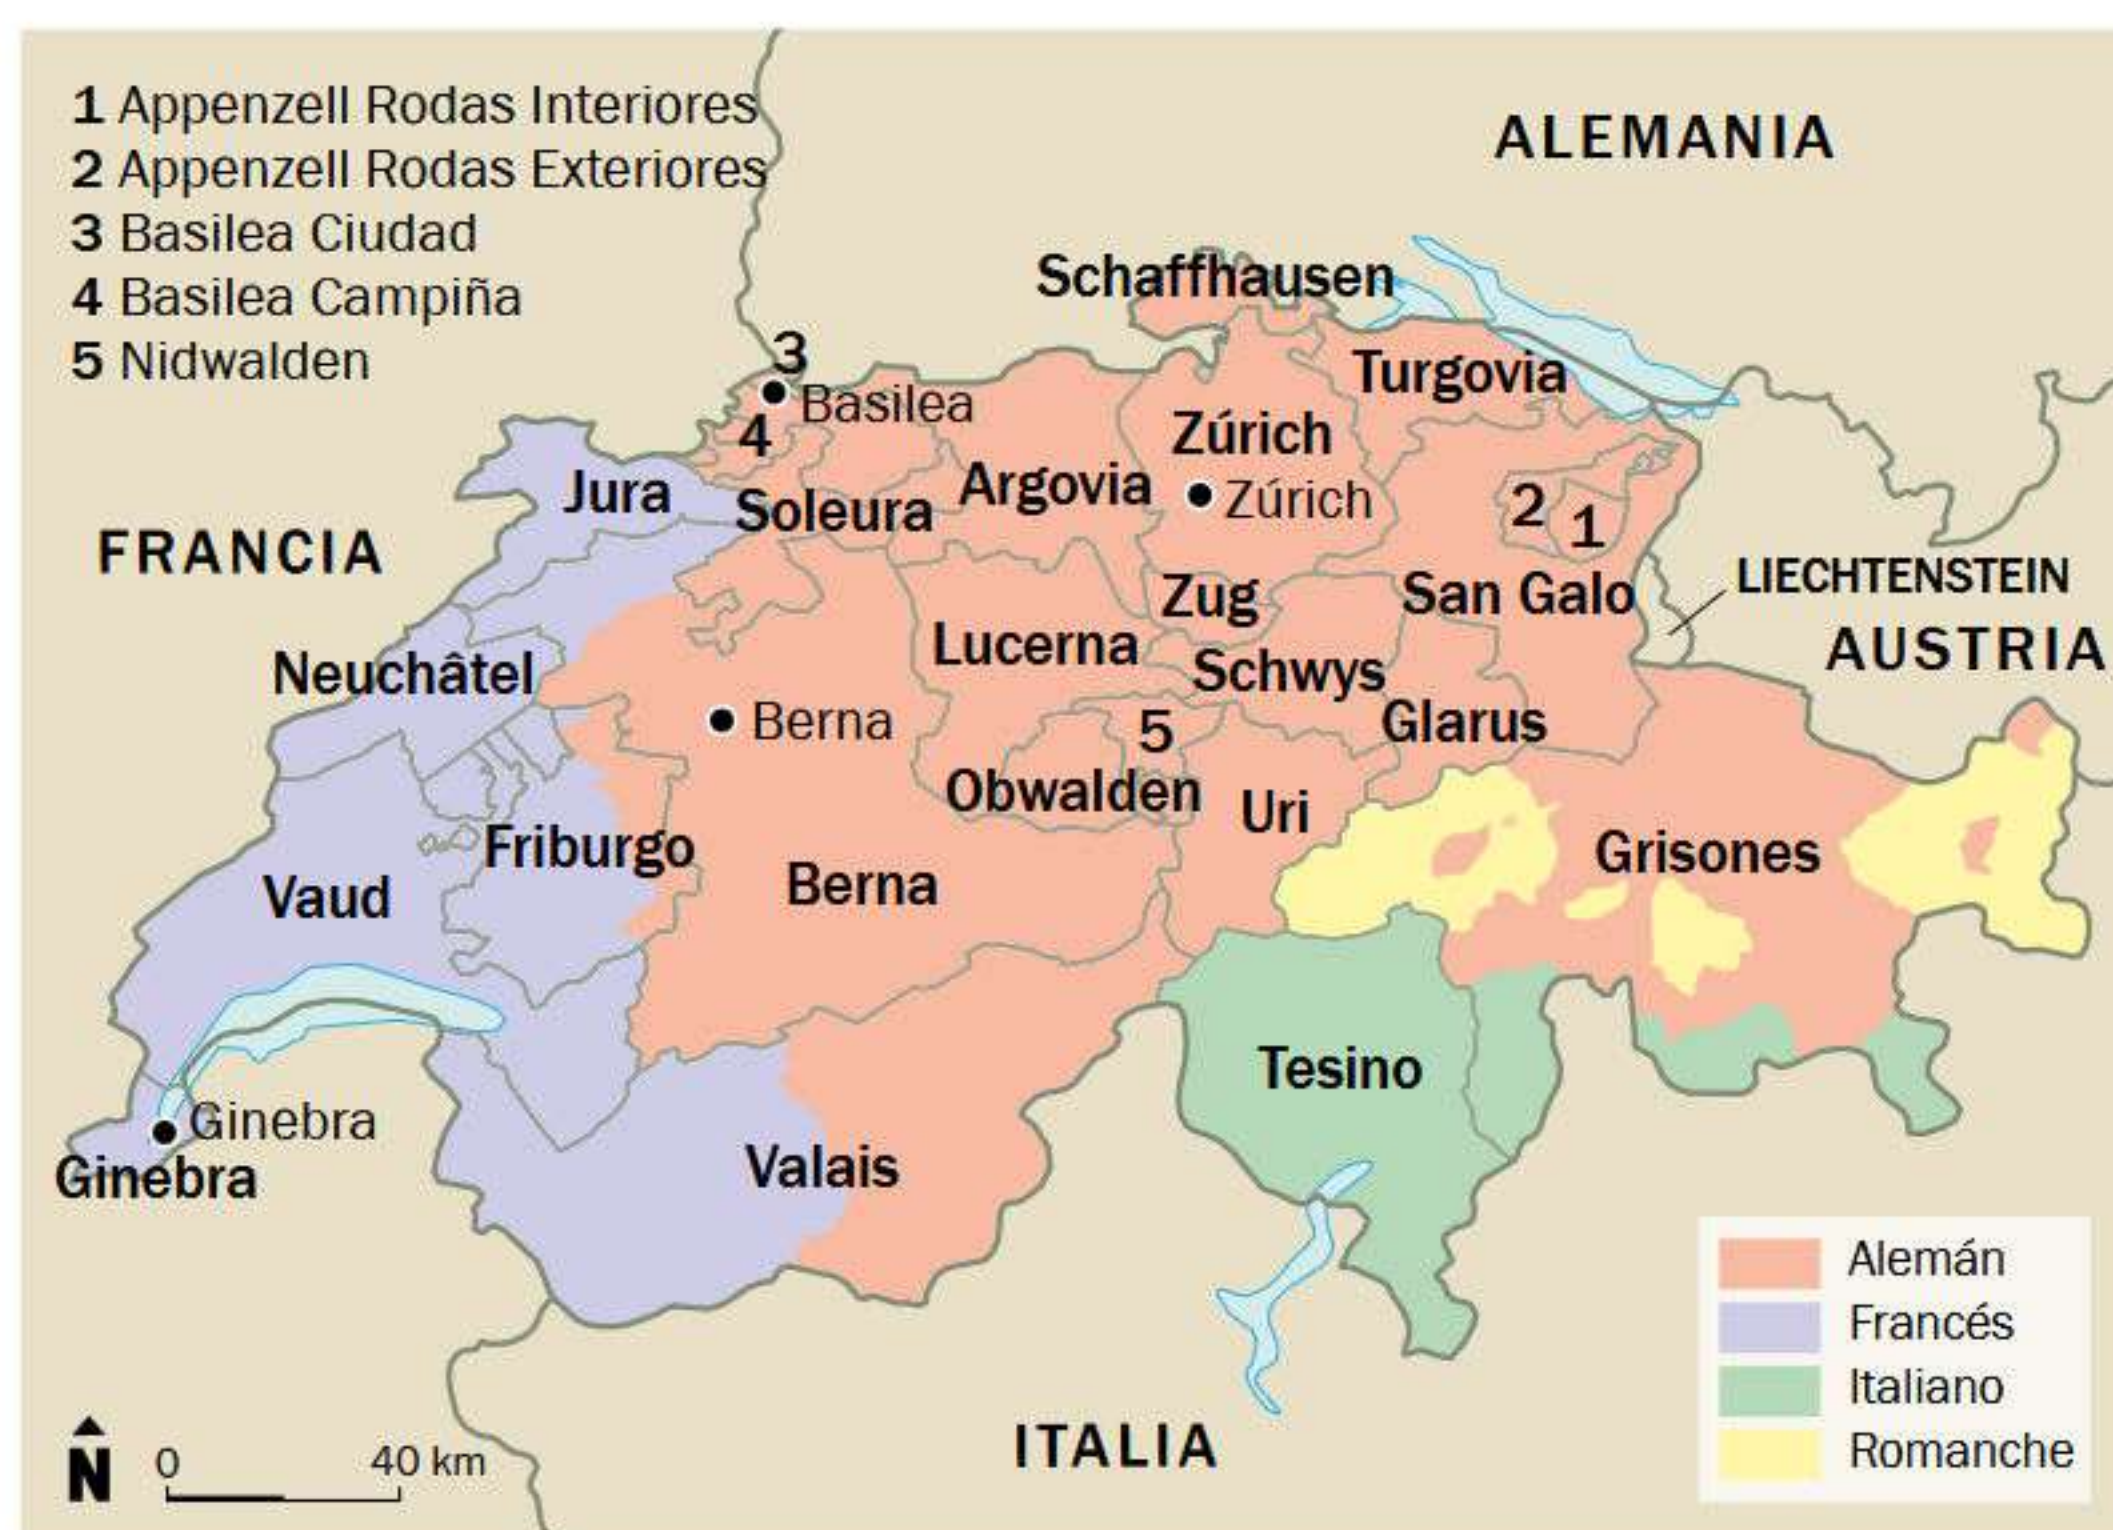 1 Appenzell Rodas Interiores
2 Appenzell Rodas Exteriores
3 Basilea Ciudad
4 Basilea Campiña
5 Nidwalden
ALEMANIA
Schaffhausen
3
Basilea
4
Turgovia
Zúrich
Zúrich
Jura
Soleura
Argovia
2
1
FRANCIA
LIECHTENSTEIN
Zug
San Galo
AUSTRIA
Lucerna
Neuchâtel
Schwys
Berna
5
Glarus
Obwalden
Uri
Friburgo
Grisones
Vaud
Berna
Tesino
Ginebra
Ginebra
Valais
Alemán
Francés
Italiano
Romanche
ITALIA
N
0 40 km